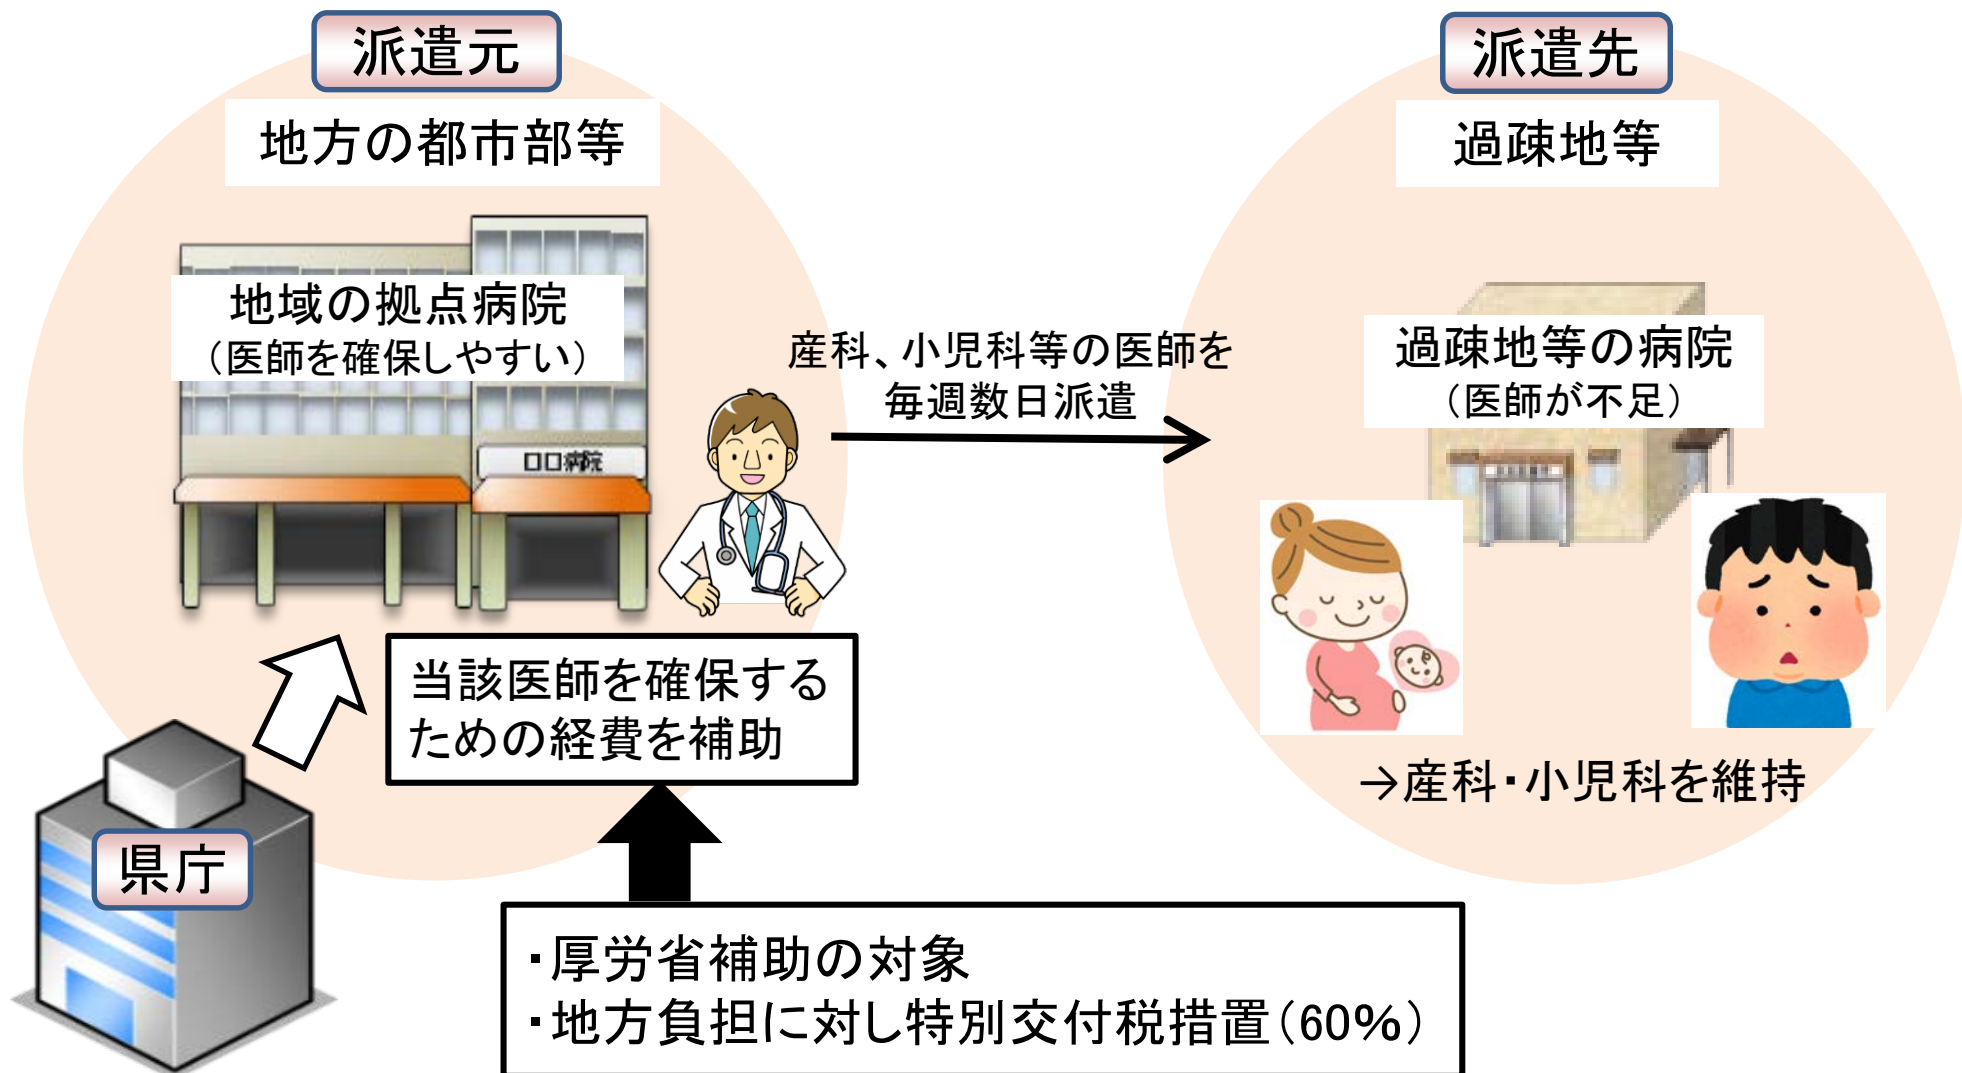 派遣元
地方の都市部等
地域の拠点病院
（医師を確保しやすい）
口口病院
産科、小児科等の医師を
毎週数日派遣
派遣先
過疎地等
過疎地等の病院
（医師が不足）
→産科・小児科を維持
当該医師を確保する
ための経費を補助
県庁
・厚労省補助の対象
・地方負担に対し特別交付税措置（60%）